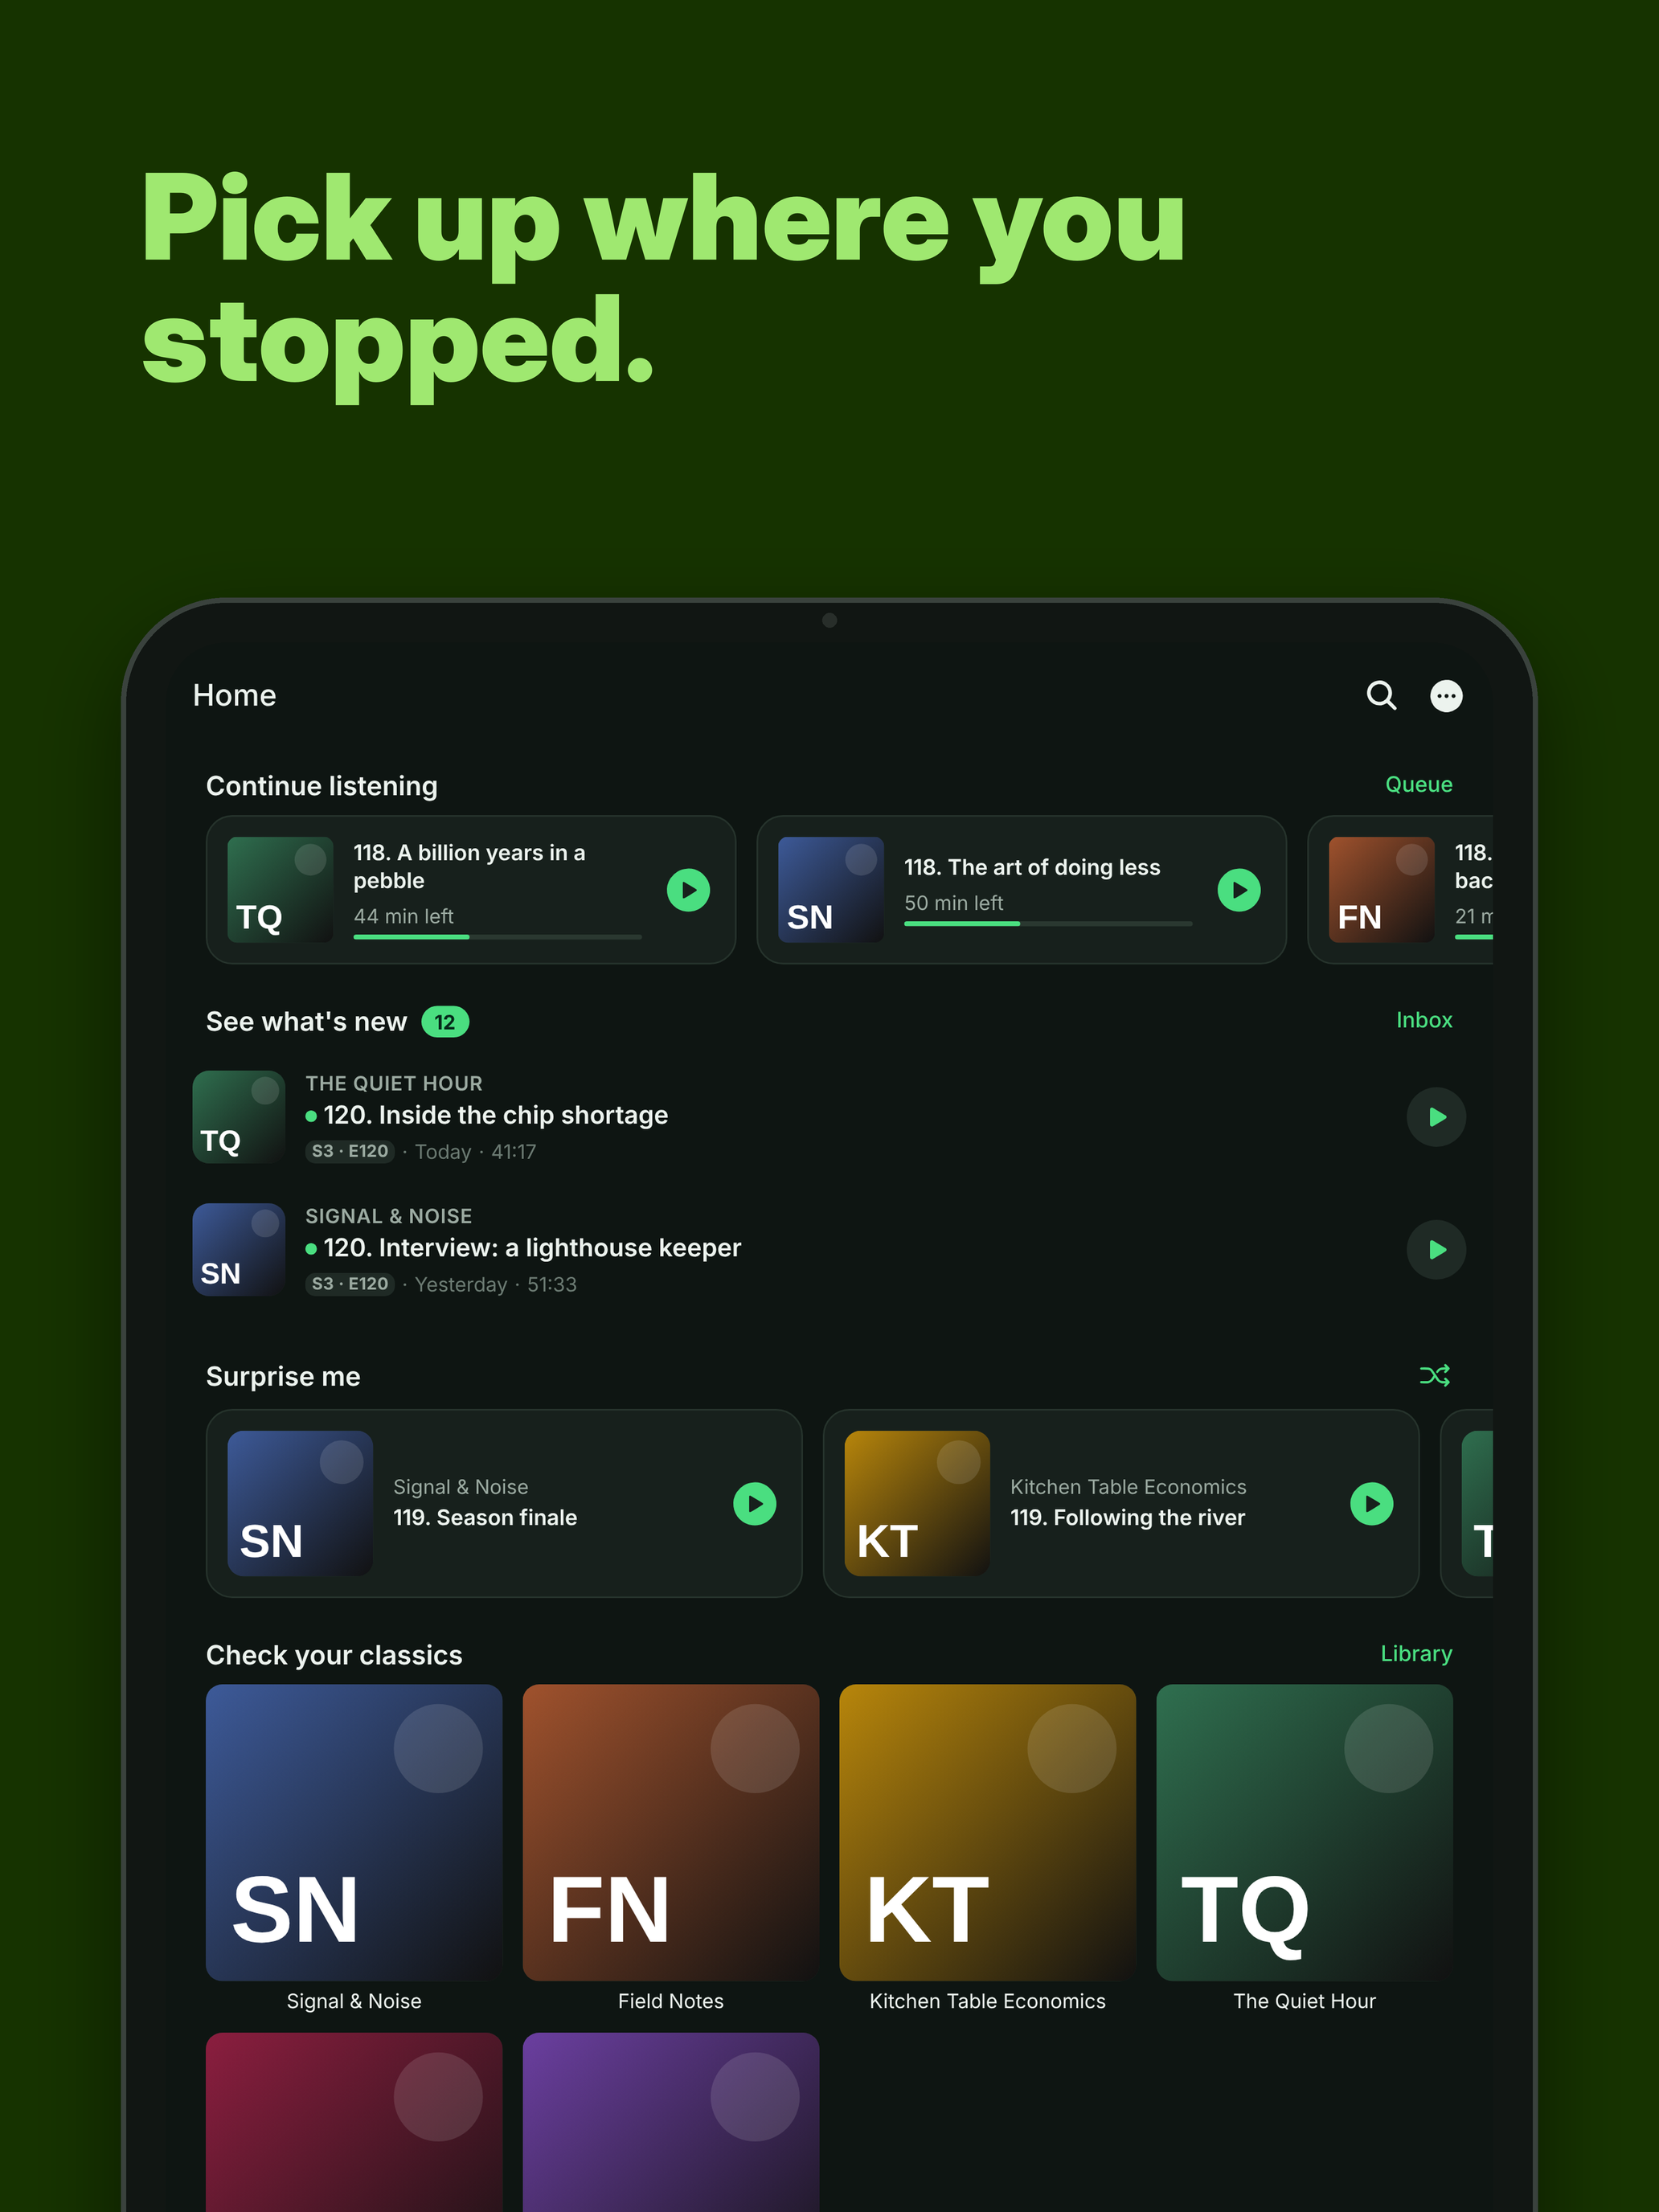 Pick up where you
stopped.
Home
Continue listening
Queue
TQ
118. A billion years in a
pebble
44 min left
SN
118. The art of doing less
50 min left
FN
118.
bac
21 m
See what's new 12
Inbox
TQ
THE QUIET HOUR
120. Inside the chip shortage
S3 · E120 · Today · 41:17
SN
SIGNAL & NOISE
120. Interview: a lighthouse keeper
S3 · E120 · Yesterday · 51:33
Surprise me
SN
Signal & Noise
119. Season finale
KT
Kitchen Table Economics
119. Following the river
T
Check your classics
Library
SN
FN
KT
TQ
Signal & Noise
Field Notes
Kitchen Table Economics
The Quiet Hour